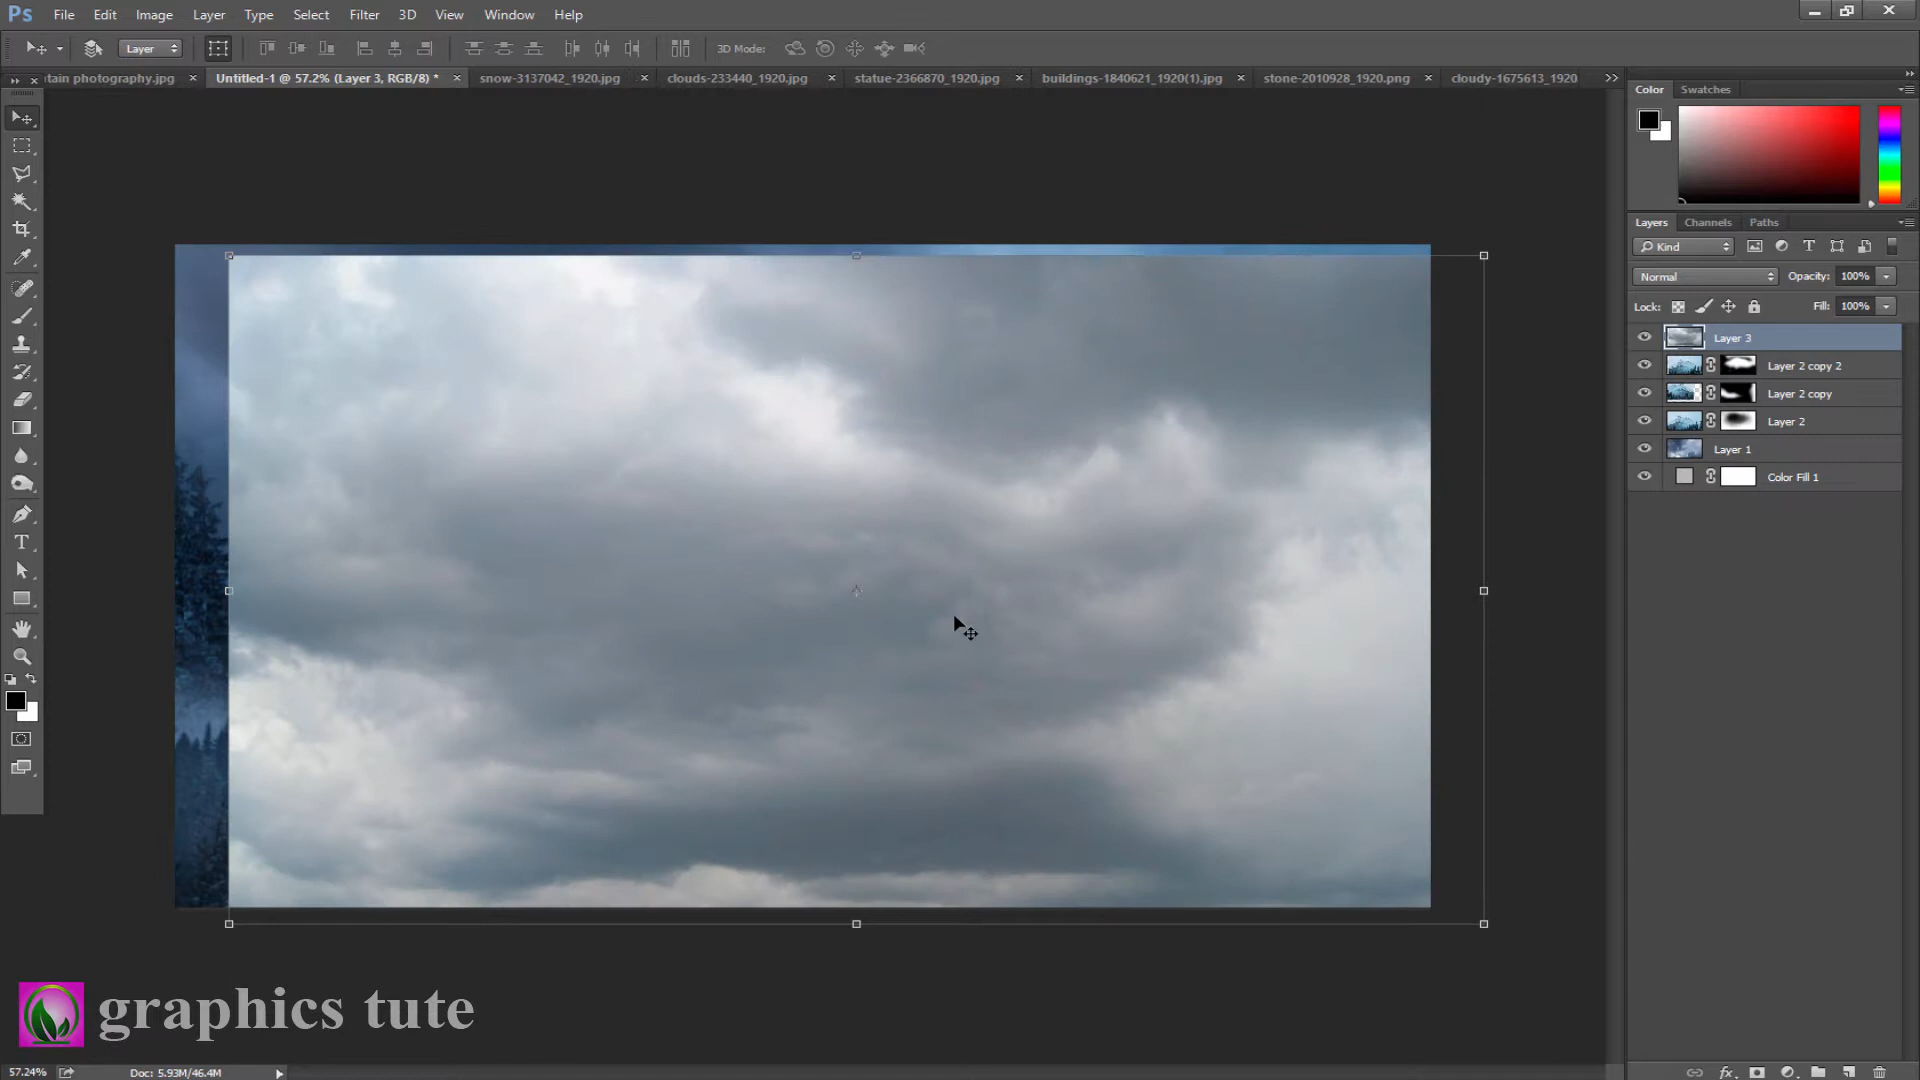 Ps File Edit Image Layer Type Select Filter 3D View Window Help
Layer 3D Mode:
tain photography.jpg Untitled-1 @ 57.2% (Layer 3, RGB/8) * snow-3137042_1920.jpg clouds-233440_1920.jpg statue-2366870_1920.jpg buildings-1840621_1920(1).jpg stone-2010928_1920.png cloudy-1675613_1920
Color Swatches
Layers Channels Paths
Kind
Normal Opacity: 100%
Lock: Fill: 100%
Layer 3
Layer 2 copy 2
Layer 2 copy
Layer 2
Layer 1
Color Fill 1
graphics tute
57.24% Doc: 5.93M/46.4M